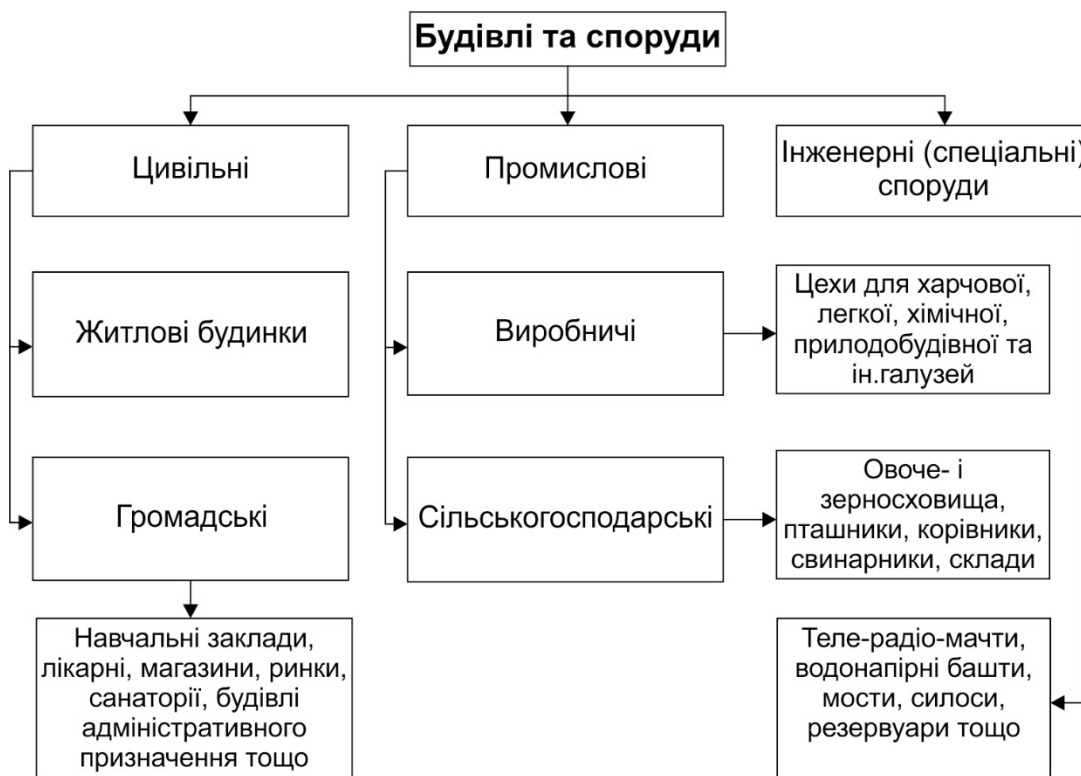 Будівлі та споруди
Цивільні
Промислові
Інженерні (спеціальні)
споруди
Житлові будинки
Виробничі
Цехи для харчової,
легкої, хімічної,
прилодобудівної та
ін.галузей
Громадські
Сільськогосподарські
Овоче- і
зерносховища,
пташники, корівники,
свинарники, склади
Навчальні заклади,
лікарні, магазини, ринки,
санаторії, будівлі
адміністративного
призначення тощо
Теле-радіо-мачти,
водонапірні башти,
мости, силоси,
резервуари тощо